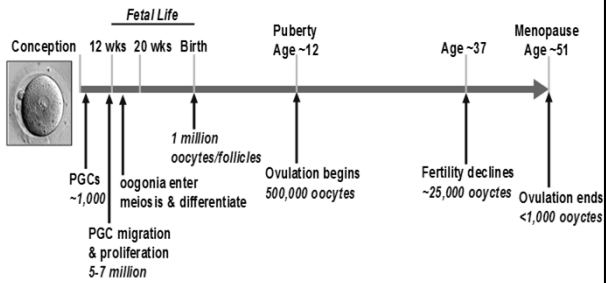 Fetal Life
Conception
12 wks
20 wks
Birth
Puberty
Age ~12
Age ~37
Menopause
Age ~51
PGCs
~1,000
PGC migration
& proliferation
5-7 million
oogonia enter
meiosis & differentiate
1 million
oocytes/follicles
Ovulation begins
500,000 oocytes
Fertility declines
~25,000 ooyctes
Ovulation ends
<1,000 ooyctes